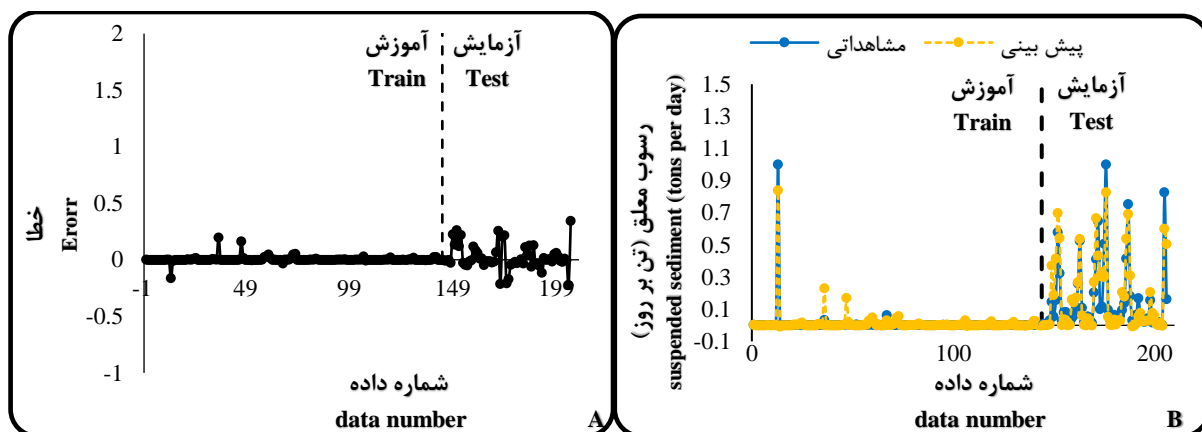 2
1.5
1
0.5
0
-0.5
-1
-1 49 99 149 199
آموزش
Train
آزمایش
Test
خطا
Erorr
شماره داده
data number
A
مشاهداتی
پیش بینی
1.5
1.3
1.1
0.9
0.7
0.5
0.3
0.1
-0.1
0 100 200
آموزش
Train
آزمایش
Test
رسوب معلق (تن بر روز)
suspended sediment (tons per day)
شماره داده
data number
B